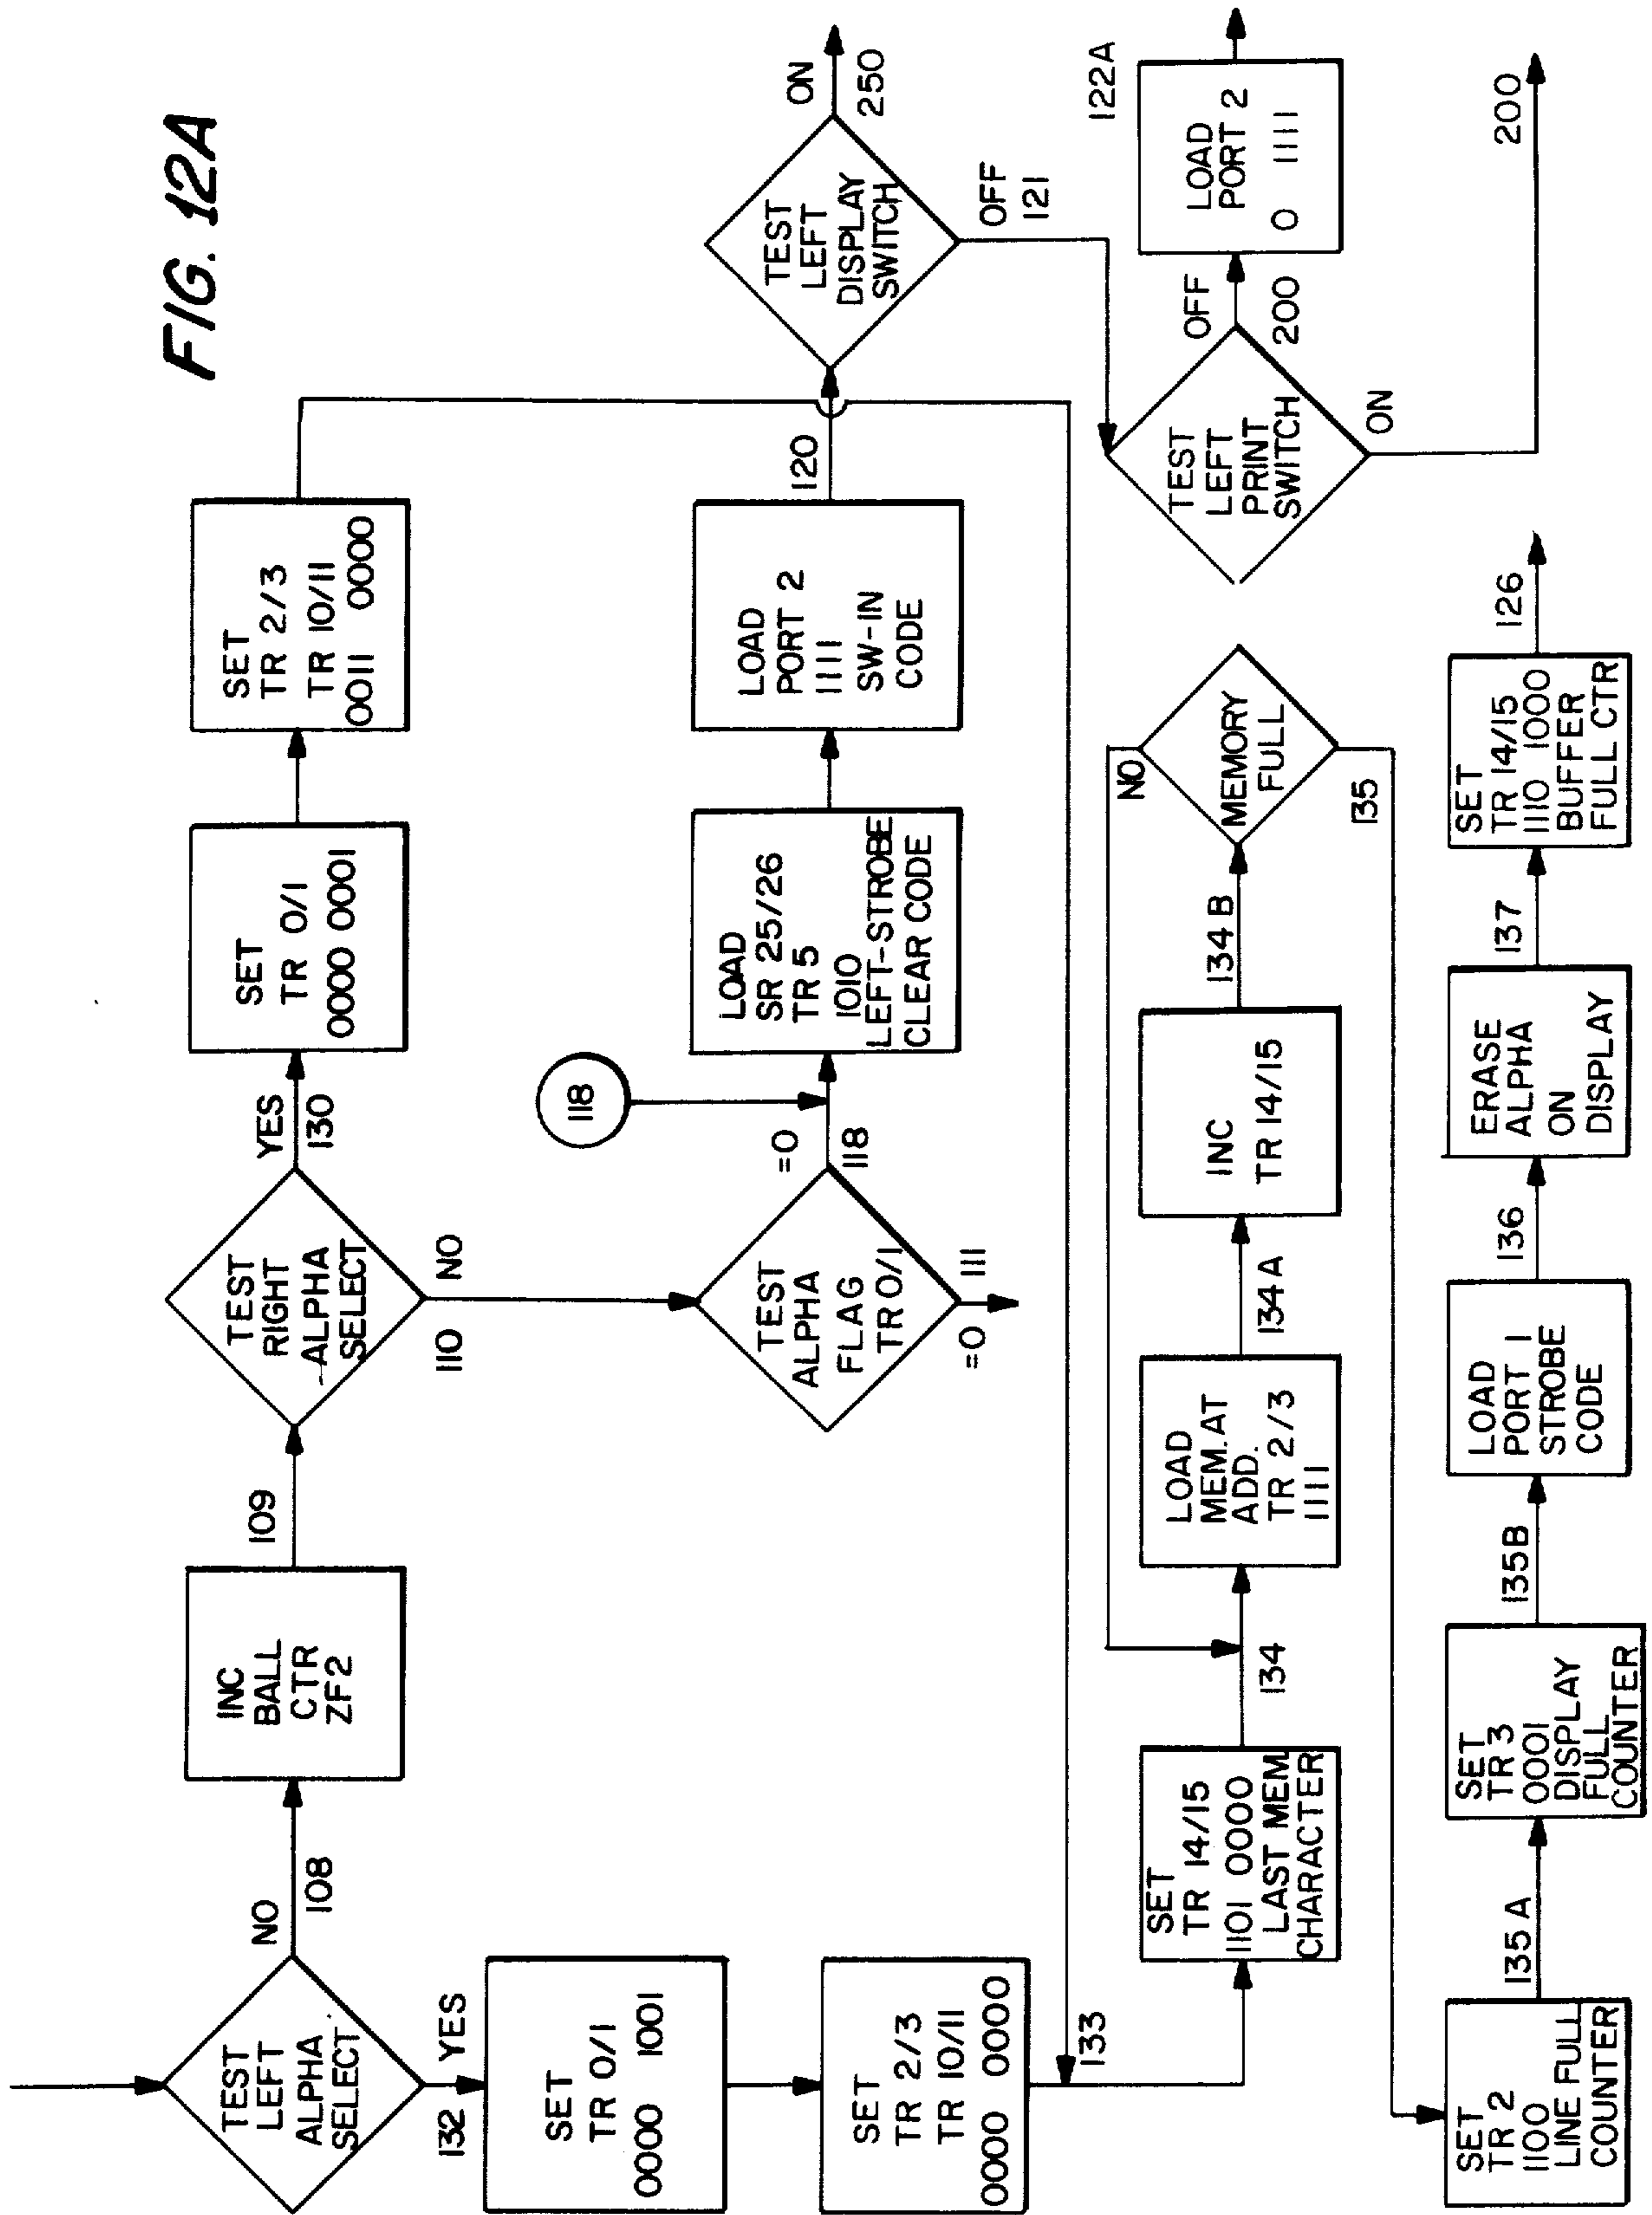 FIG. 12A
TEST
LEFT
ALPHA
SELECT
NO
108
132 YES
INC
BALL
CTR
ZF2
109
TEST
RIGHT
ALPHA
SELECT
YES
130
110 NO
SET
TR 0/1
0000 0001
SET
TR 2/3
TR 10/11
0011 0000
SET
TR 0/1
0000 1001
SET
TR 2/3
TR 10/11
0000 0000
133
TEST
ALPHA
FLAG
TR 0/1
=0
118
=0 111
118
LOAD
SR 25/26
TR 5
1010
LEFT-STROBE
CLEAR CODE
LOAD
PORT 2
1111
SW-IN
CODE
120
TEST
LEFT
DISPLAY
SWITCH
ON
250
OFF
121
SET
TR 14/15
1101 0000
LAST MEM
CHARACTER
134
LOAD
MEM. AT
ADD.
TR 2/3
1111
134A
INC
TR 14/15
134B
MEMORY
FULL
NO
135
TEST
LEFT
PRINT
SWITCH
OFF
200
ON
LOAD
PORT 2
0 1111
122A
200
SET
TR 2
1100
LINE FULL
COUNTER
135A
SET
TR 3
0001
DISPLAY
FULL
COUNTER
135B
LOAD
PORT 1
STROBE
CODE
136
ERASE
ALPHA
ON
DISPLAY
137
SET
TR 14/15
1110 1000
BUFFER
FULL CTR
126